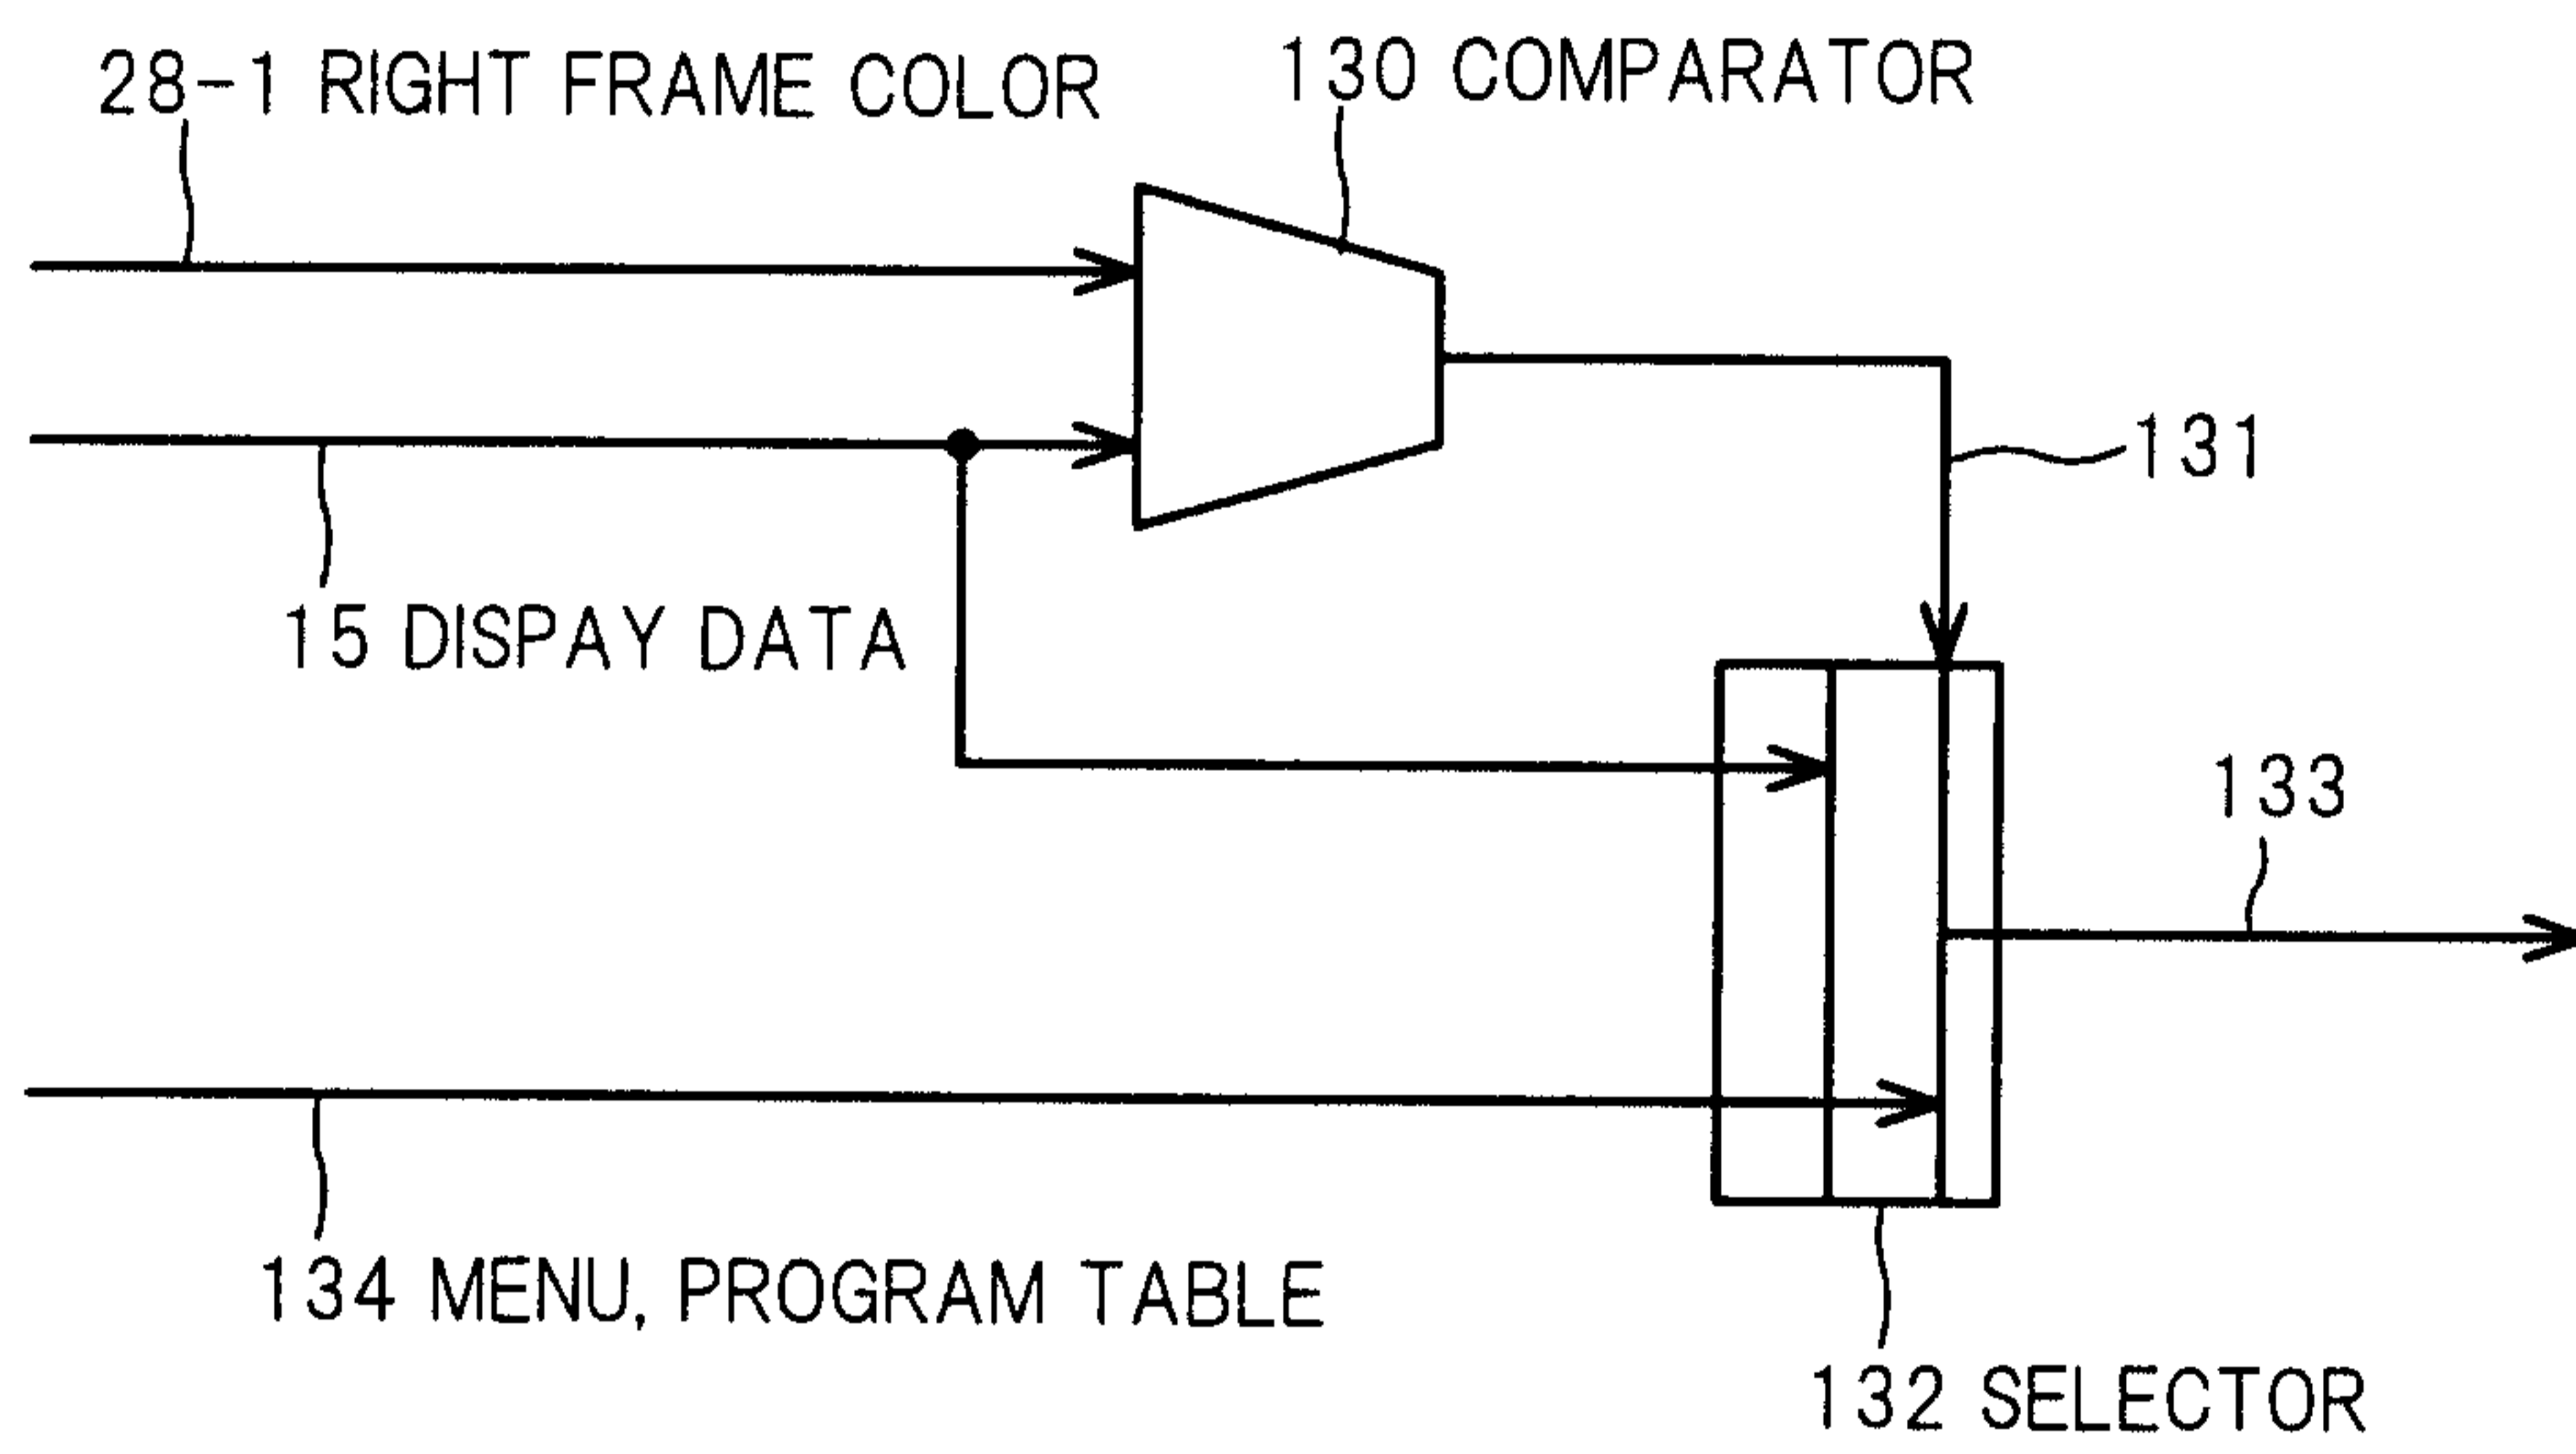 28-1 RIGHT FRAME COLOR
130 COMPARATOR
131
15 DISPAY DATA
133
134 MENU, PROGRAM TABLE
132 SELECTOR